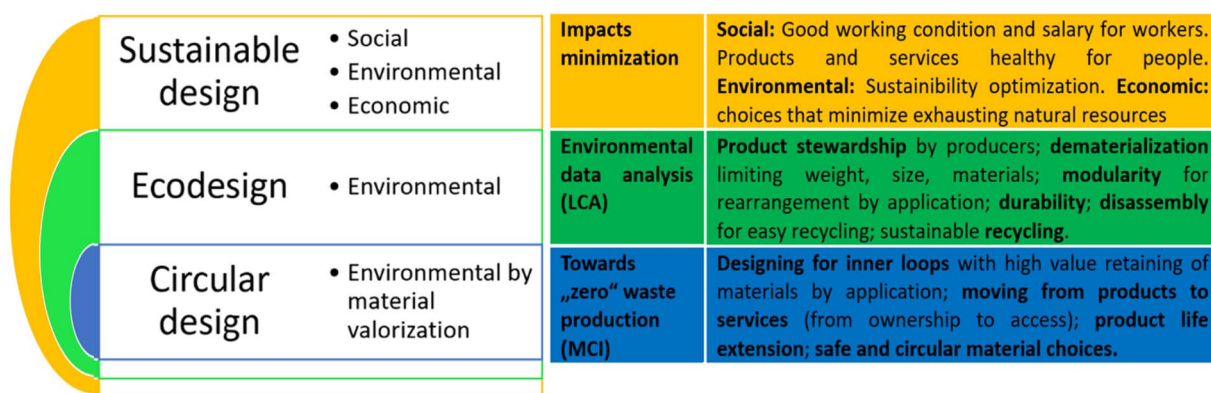 Sustainable
design
• Social
• Environmental
• Economic
Impacts
minimization
Social: Good working condition and salary for workers.
Products and services healthy for people.
Environmental: Sustainibility optimization. Economic:
choices that minimize exhausting natural resources
Ecodesign
• Environmental
Environmental
data analysis
(LCA)
Product stewardship by producers; dematerialization
limiting weight, size, materials; modularity for
rearrangement by application; durability; disassembly
for easy recycling; sustainable recycling.
Circular
design
• Environmental by
material
valorization
Towards
„zero“ waste
production
(MCI)
Designing for inner loops with high value retaining of
materials by application; moving from products to
services (from ownership to access); product life
extension; safe and circular material choices.